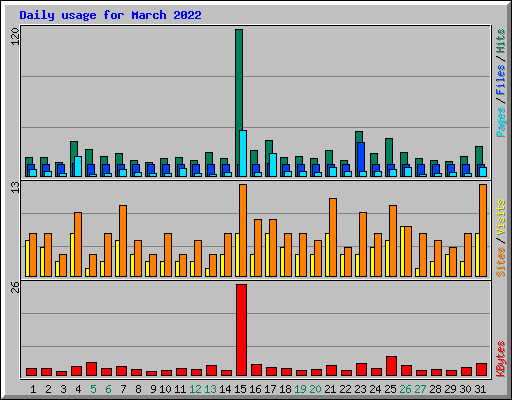 Daily usage for March 2022
120
Pages / Files / Hits
13
Sites / Visits
26
KBytes
1 2 3 4 5 6 7 8 9 10 11 12 13 14 15 16 17 18 19 20 21 22 23 24 25 26 27 28 29 30 31